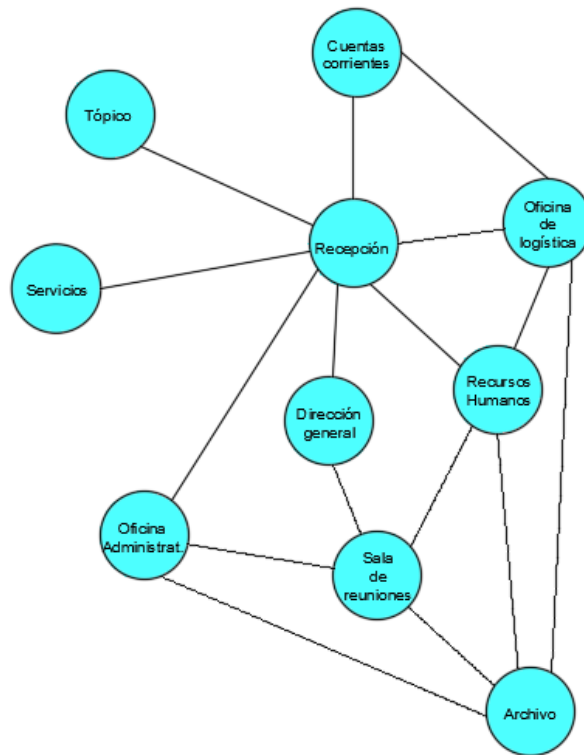 Cuentas
corrientes
Tópico
Oficina
de
logística
Recepción
Servicios
Recursos
Humanos
Dirección
general
Oficina
Administrat.
Sala
de
reuniones
Archivo